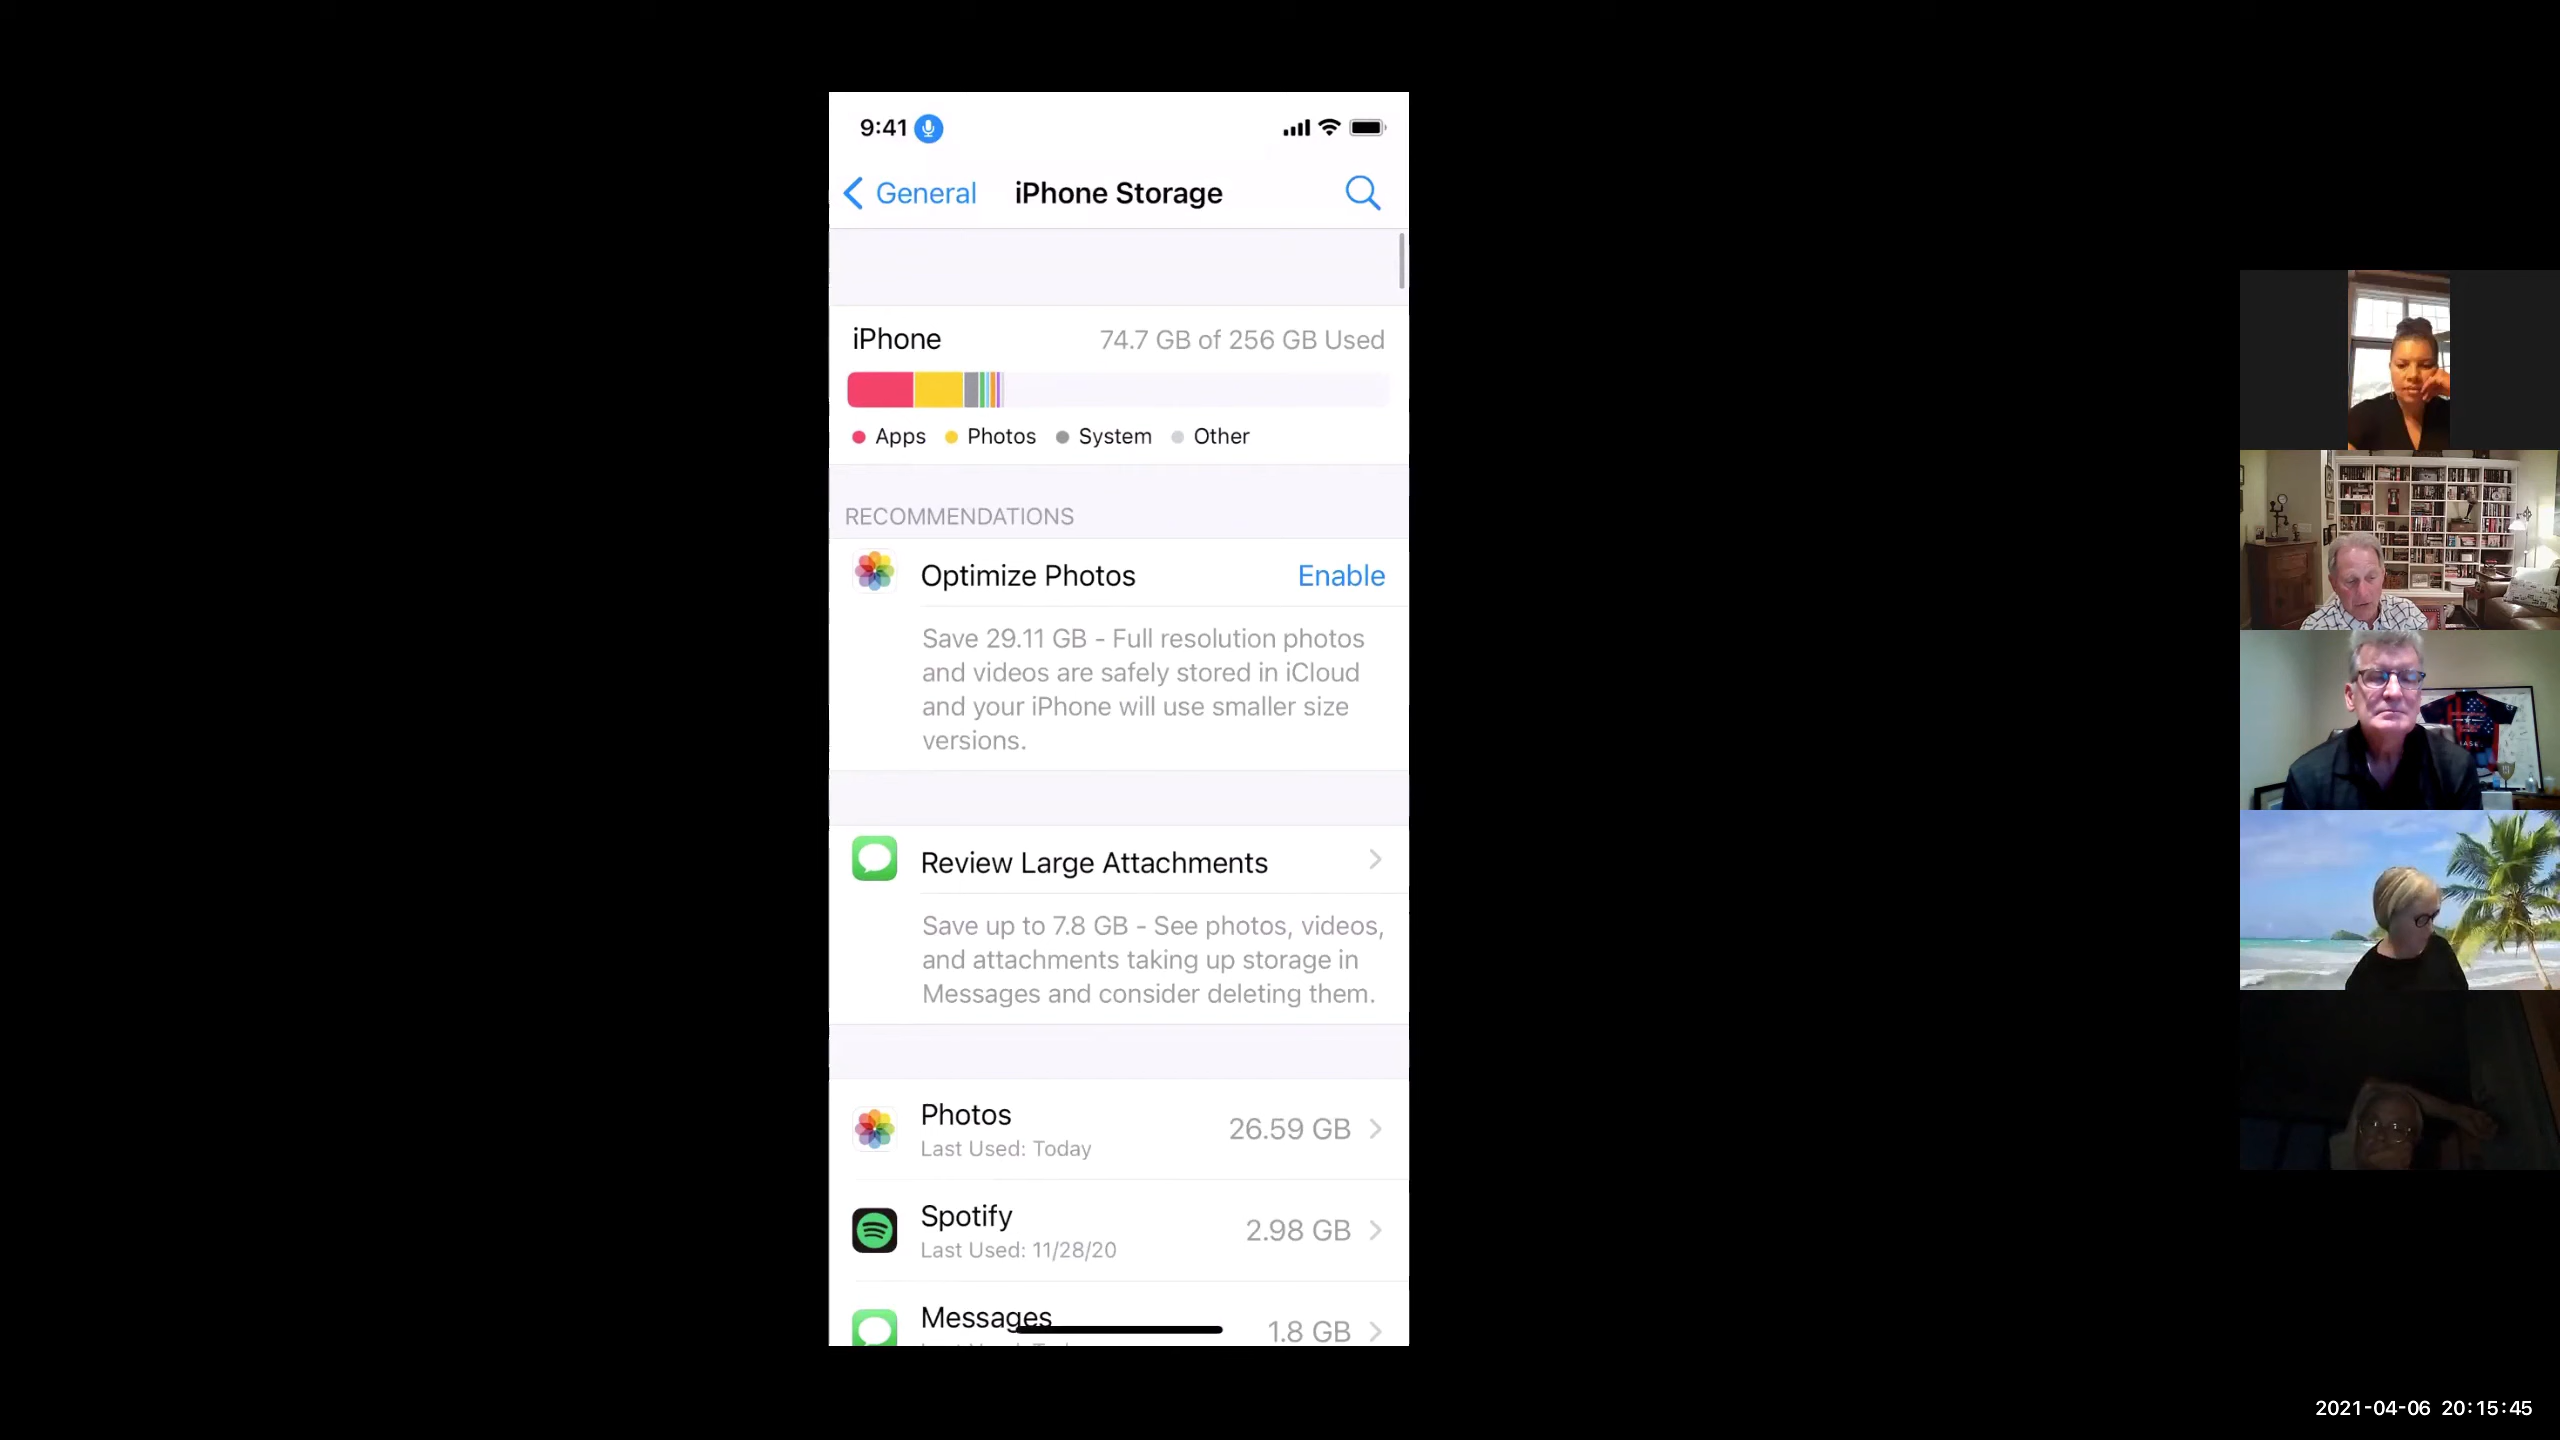 9:41
General
iPhone Storage
iPhone
74.7 GB of 256 GB Used
Apps
Photos
System
Other
RECOMMENDATIONS
Optimize Photos
Enable
Save 29.11 GB - Full resolution photos
and videos are safely stored in iCloud
and your iPhone will use smaller size
versions.
Review Large Attachments
Save up to 7.8 GB - See photos, videos,
and attachments taking up storage in
Messages and consider deleting them.
Photos
26.59 GB
Last Used: Today
Spotify
2.98 GB
Last Used: 11/28/20
Messages
1.8 GB
2021-04-06 20:15:45